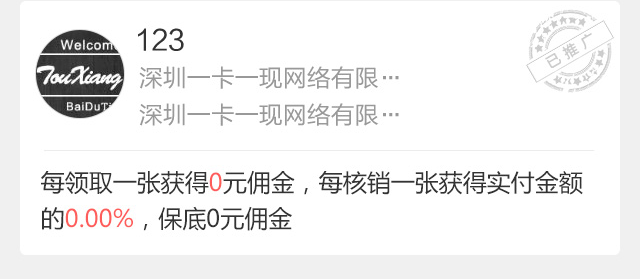 Welcom
TouXiang
BaiDuTi
123
深圳一卡一现网络有限···
深圳一卡一现网络有限···
已推广
每领取一张获得0元佣金，每核销一张获得实付金额
的0.00%，保底0元佣金